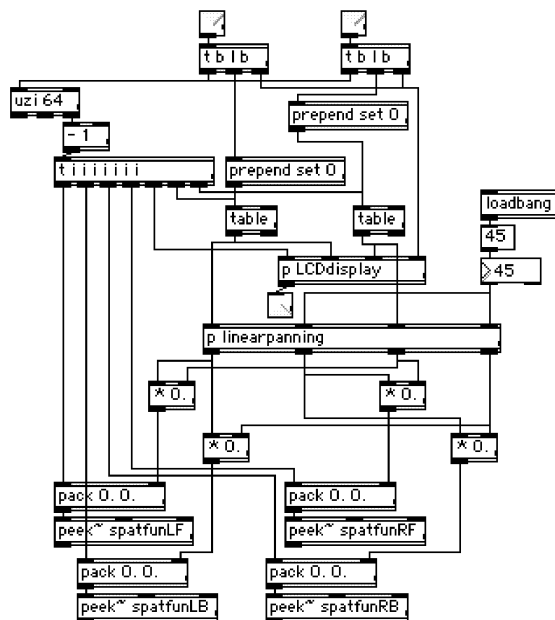 t b l b
t b l b
uzi 64
prepend set 0
- 1
t i i i i i i i
prepend set 0
table
table
loadbang
45
p LCDdisplay
45
p linearpanning
* 0.
* 0.
* 0.
* 0.
pack 0. 0.
pack 0. 0.
peek~ spatfunLF
peek~ spatfunRF
pack 0. 0.
pack 0. 0.
peek~ spatfunLB
peek~ spatfunRB